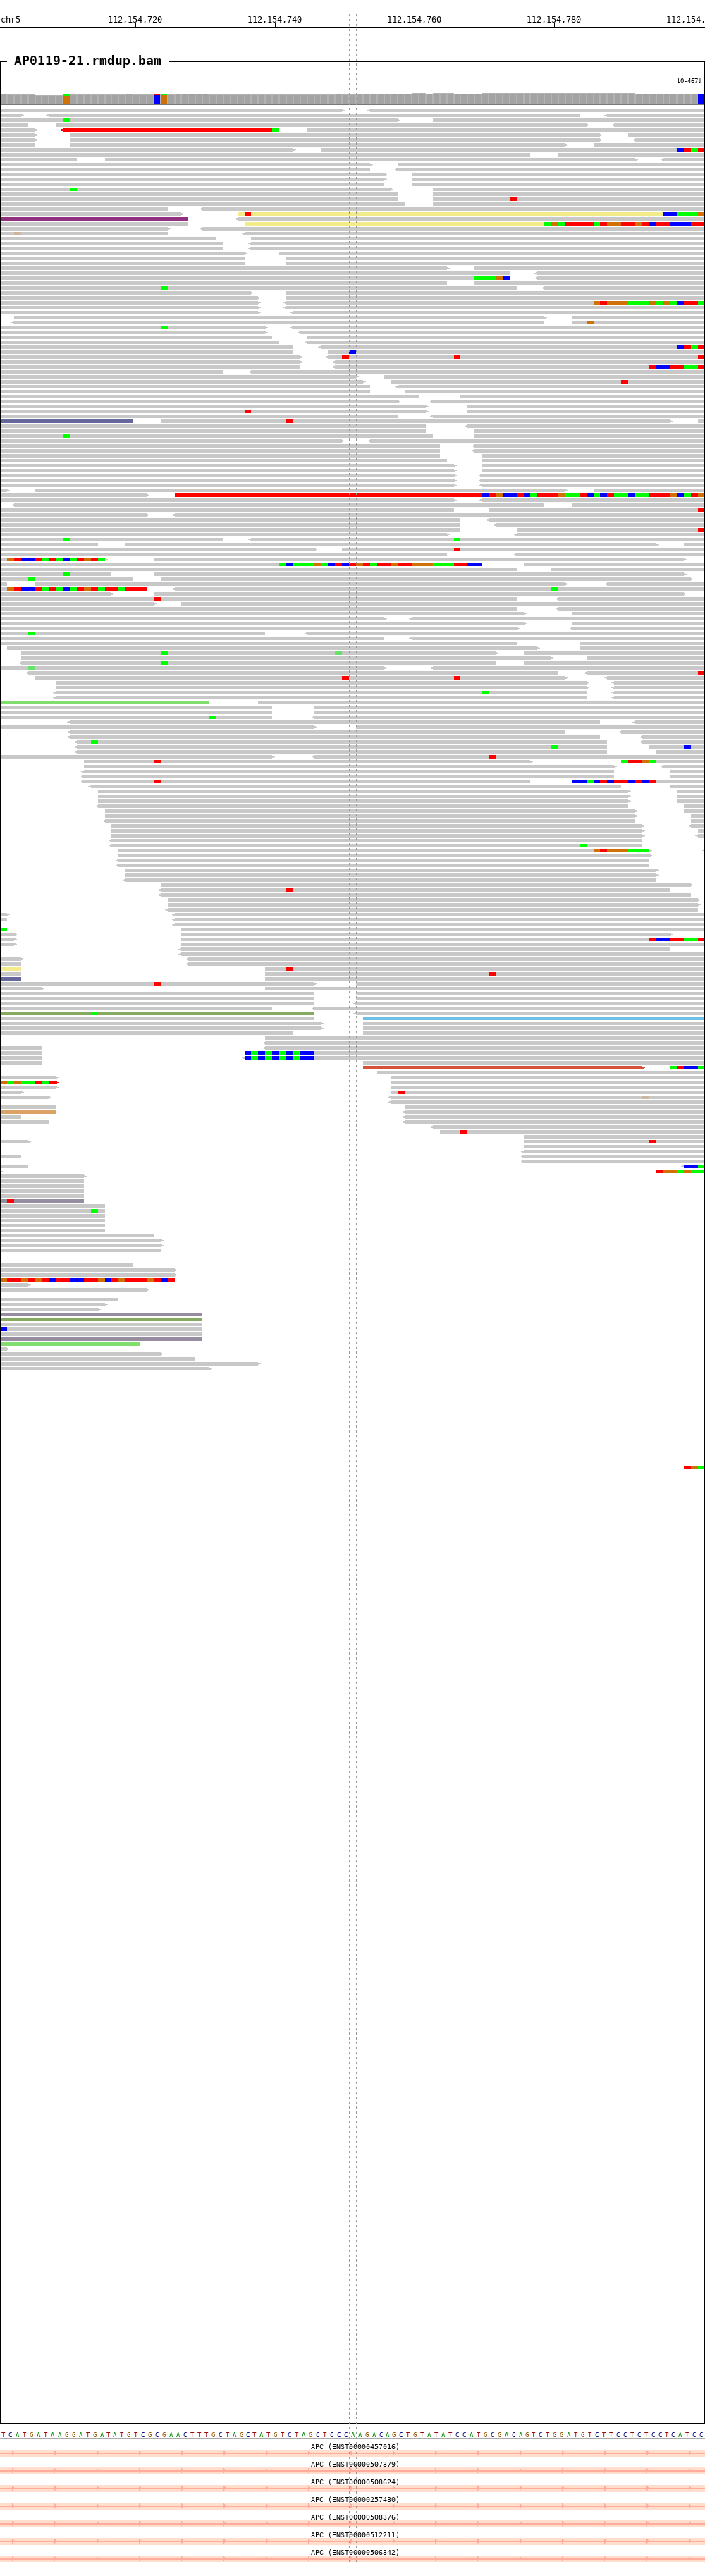 chr5 112,154,720 112,154,740 112,154,760 112,154,780 112,154,
AP0119-21.rmdup.bam
[0-467]
TCATGATAAGGATGATATGTCGCGAACTTTGCTAGCTATGTCTAGCTCCCAAGACAGCTGTATATCCATGCGACAGTCTGGATGTCTTCCTCTCCTCATCC
APC (ENST00000457016)
APC (ENST00000507379)
APC (ENST00000508624)
APC (ENST00000257430)
APC (ENST00000508376)
APC (ENST00000512211)
APC (ENST00000506342)